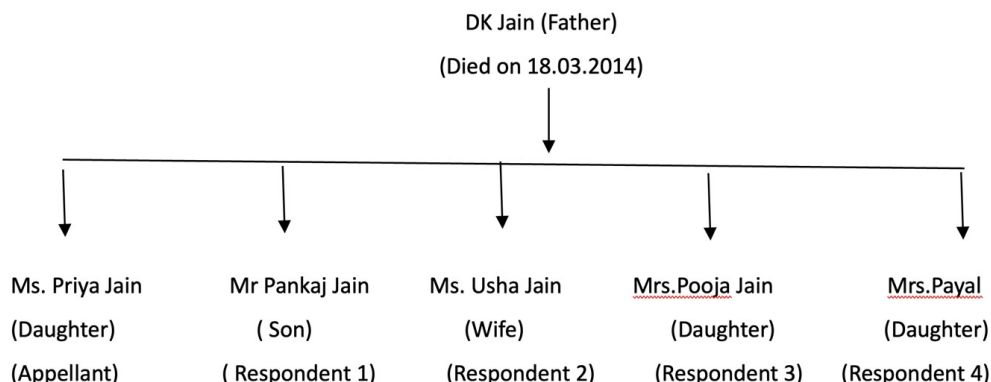 DK Jain (Father)
(Died on 18.03.2014)
Ms. Priya Jain Mr Pankaj Jain Ms. Usha Jain Mrs.Pooja Jain Mrs.Payal
(Daughter) ( Son) (Wife) (Daughter) (Daughter)
(Appellant) ( Respondent 1) (Respondent 2) (Respondent 3) (Respondent 4)